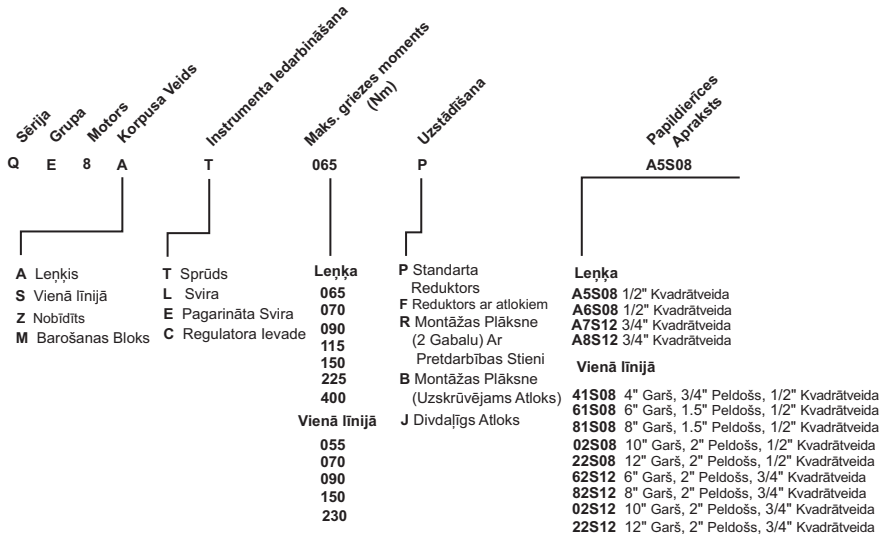 Sērija
Grupa
Motors
Korpusa Veids
Instrumenta Iedarbināšana
Maks. griezes moments
(Nm)
Uzstādīšana
Papildierīces
Apraksts
Q E 8 A T 065 P A5S08
A Leņķis
S Vienā līnijā
Z Nobīdīts
M Barošanas Bloks
T Sprūds
L Svira
E Pagarināta Svira
C Regulatora Ievade
Leņķa
065
070
090
115
150
225
400
Vienā līnijā
055
070
090
150
230
P Standarta
Reduktors
F Reduktors ar atlokiem
R Montāžas Plāksne
(2 Gabalu) Ar
Pretdarbības Stieni
B Montāžas Plāksne
(Uzskrūvējams Atloks)
J Divdaļīgs Atloks
Leņķa
A5S08 1/2" Kvadrātveida
A6S08 1/2" Kvadrātveida
A7S12 3/4" Kvadrātveida
A8S12 3/4" Kvadrātveida
Vienā līnijā
41S08 4" Garš, 3/4" Peldošs, 1/2" Kvadrātveida
61S08 6" Garš, 1.5" Peldošs, 1/2" Kvadrātveida
81S08 8" Garš, 1.5" Peldošs, 1/2" Kvadrātveida
02S08 10" Garš, 2" Peldošs, 1/2" Kvadrātveida
22S08 12" Garš, 2" Peldošs, 1/2" Kvadrātveida
62S12 6" Garš, 2" Peldošs, 3/4" Kvadrātveida
82S12 8" Garš, 2" Peldošs, 3/4" Kvadrātveida
02S12 10" Garš, 2" Peldošs, 3/4" Kvadrātveida
22S12 12" Garš, 2" Peldošs, 3/4" Kvadrātveida